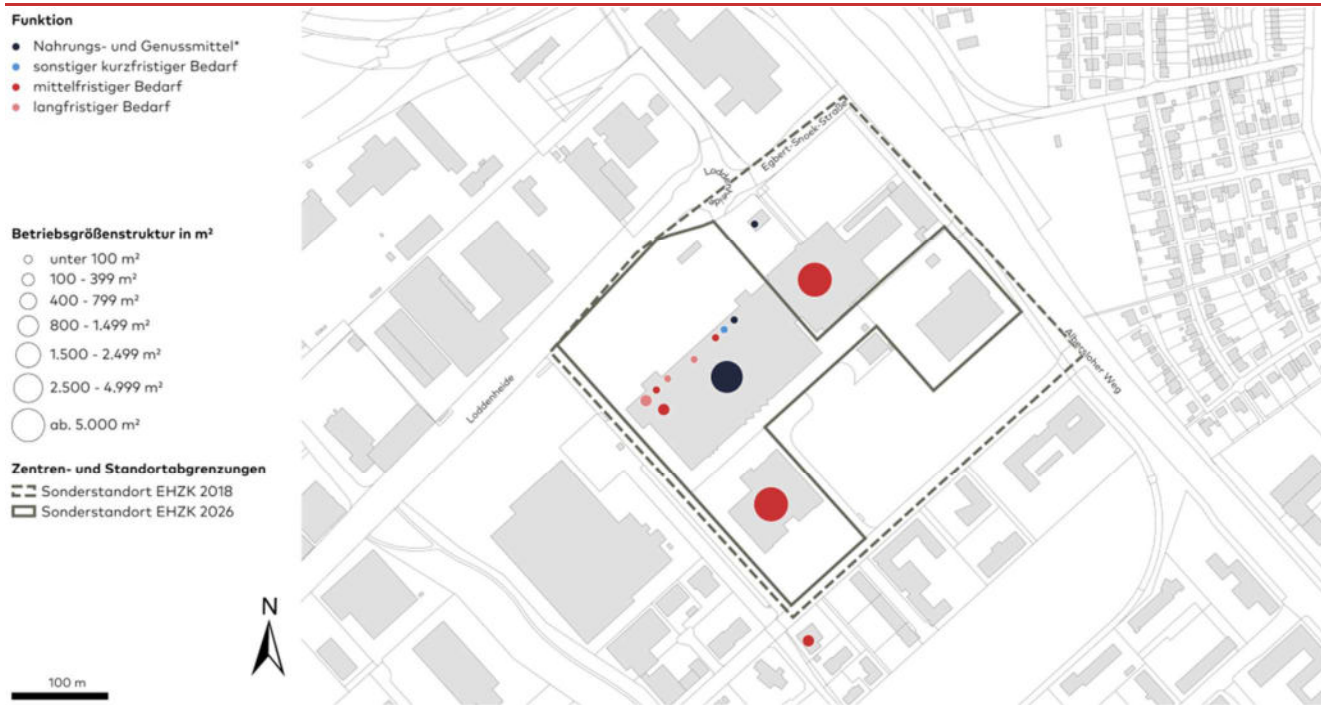 Funktion
Nahrungs- und Genussmittel*
sonstiger kurzfristiger Bedarf
mittelfristiger Bedarf
langfristiger Bedarf
Betriebsgrößenstruktur in m²
unter 100 m²
100 - 399 m²
400 - 799 m²
800 - 1.499 m²
1.500 - 2.499 m²
2.500 - 4.999 m²
ab. 5.000 m²
Zentren- und Standortabgrenzungen
Sonderstandort EHZK 2018
Sonderstandort EHZK 2026
N
100 m
Egbert-Snoek-Straße
Loddenheide
Albersloher Weg
Loddenheide